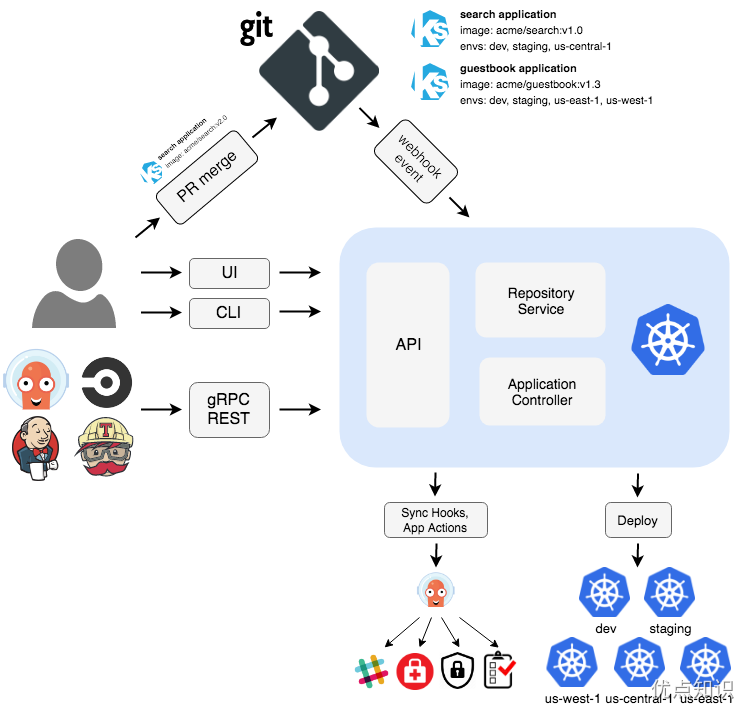 git
search application
image: acme/search:v1.0
envs: dev, staging, us-central-1
guestbook application
image: acme/guestbook:v1.3
envs: dev, staging, us-east-1, us-west-1
search application
image: acme/search:v2.0
PR merge
webhook
event
UI
CLI
gRPC
REST
API
Repository
Service
Application
Controller
Sync Hooks,
App Actions
Deploy
dev
staging
us-west-1
us-central-1
us-east-1
优点知识